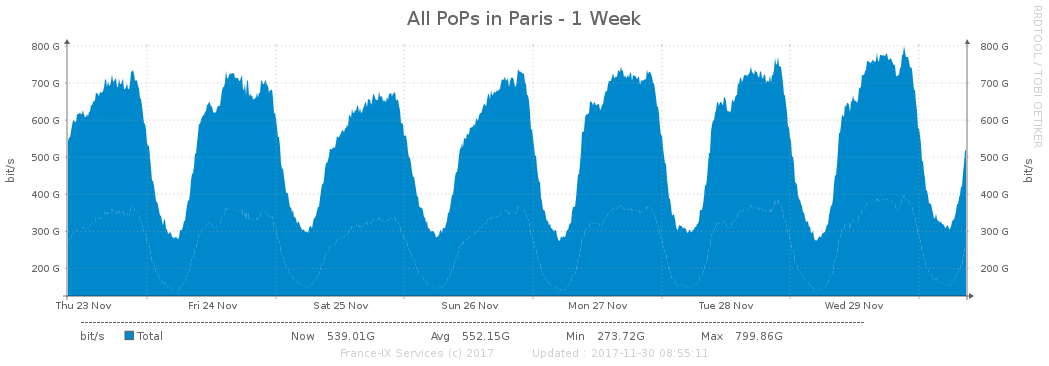 All PoPs in Paris - 1 Week
RRDTOOL / TOBI OETIKER
bit/s
800 G
700 G
600 G
500 G
400 G
300 G
200 G
800 G
700 G
600 G
500 G
400 G
300 G
200 G
bit/s
Thu 23 Nov Fri 24 Nov Sat 25 Nov Sun 26 Nov Mon 27 Nov Tue 28 Nov Wed 29 Nov
bit/s Total Now 539.01G Avg 552.15G Min 273.72G Max 799.86G
France-IX Services (c) 2017 Updated : 2017-11-30 08:55:11